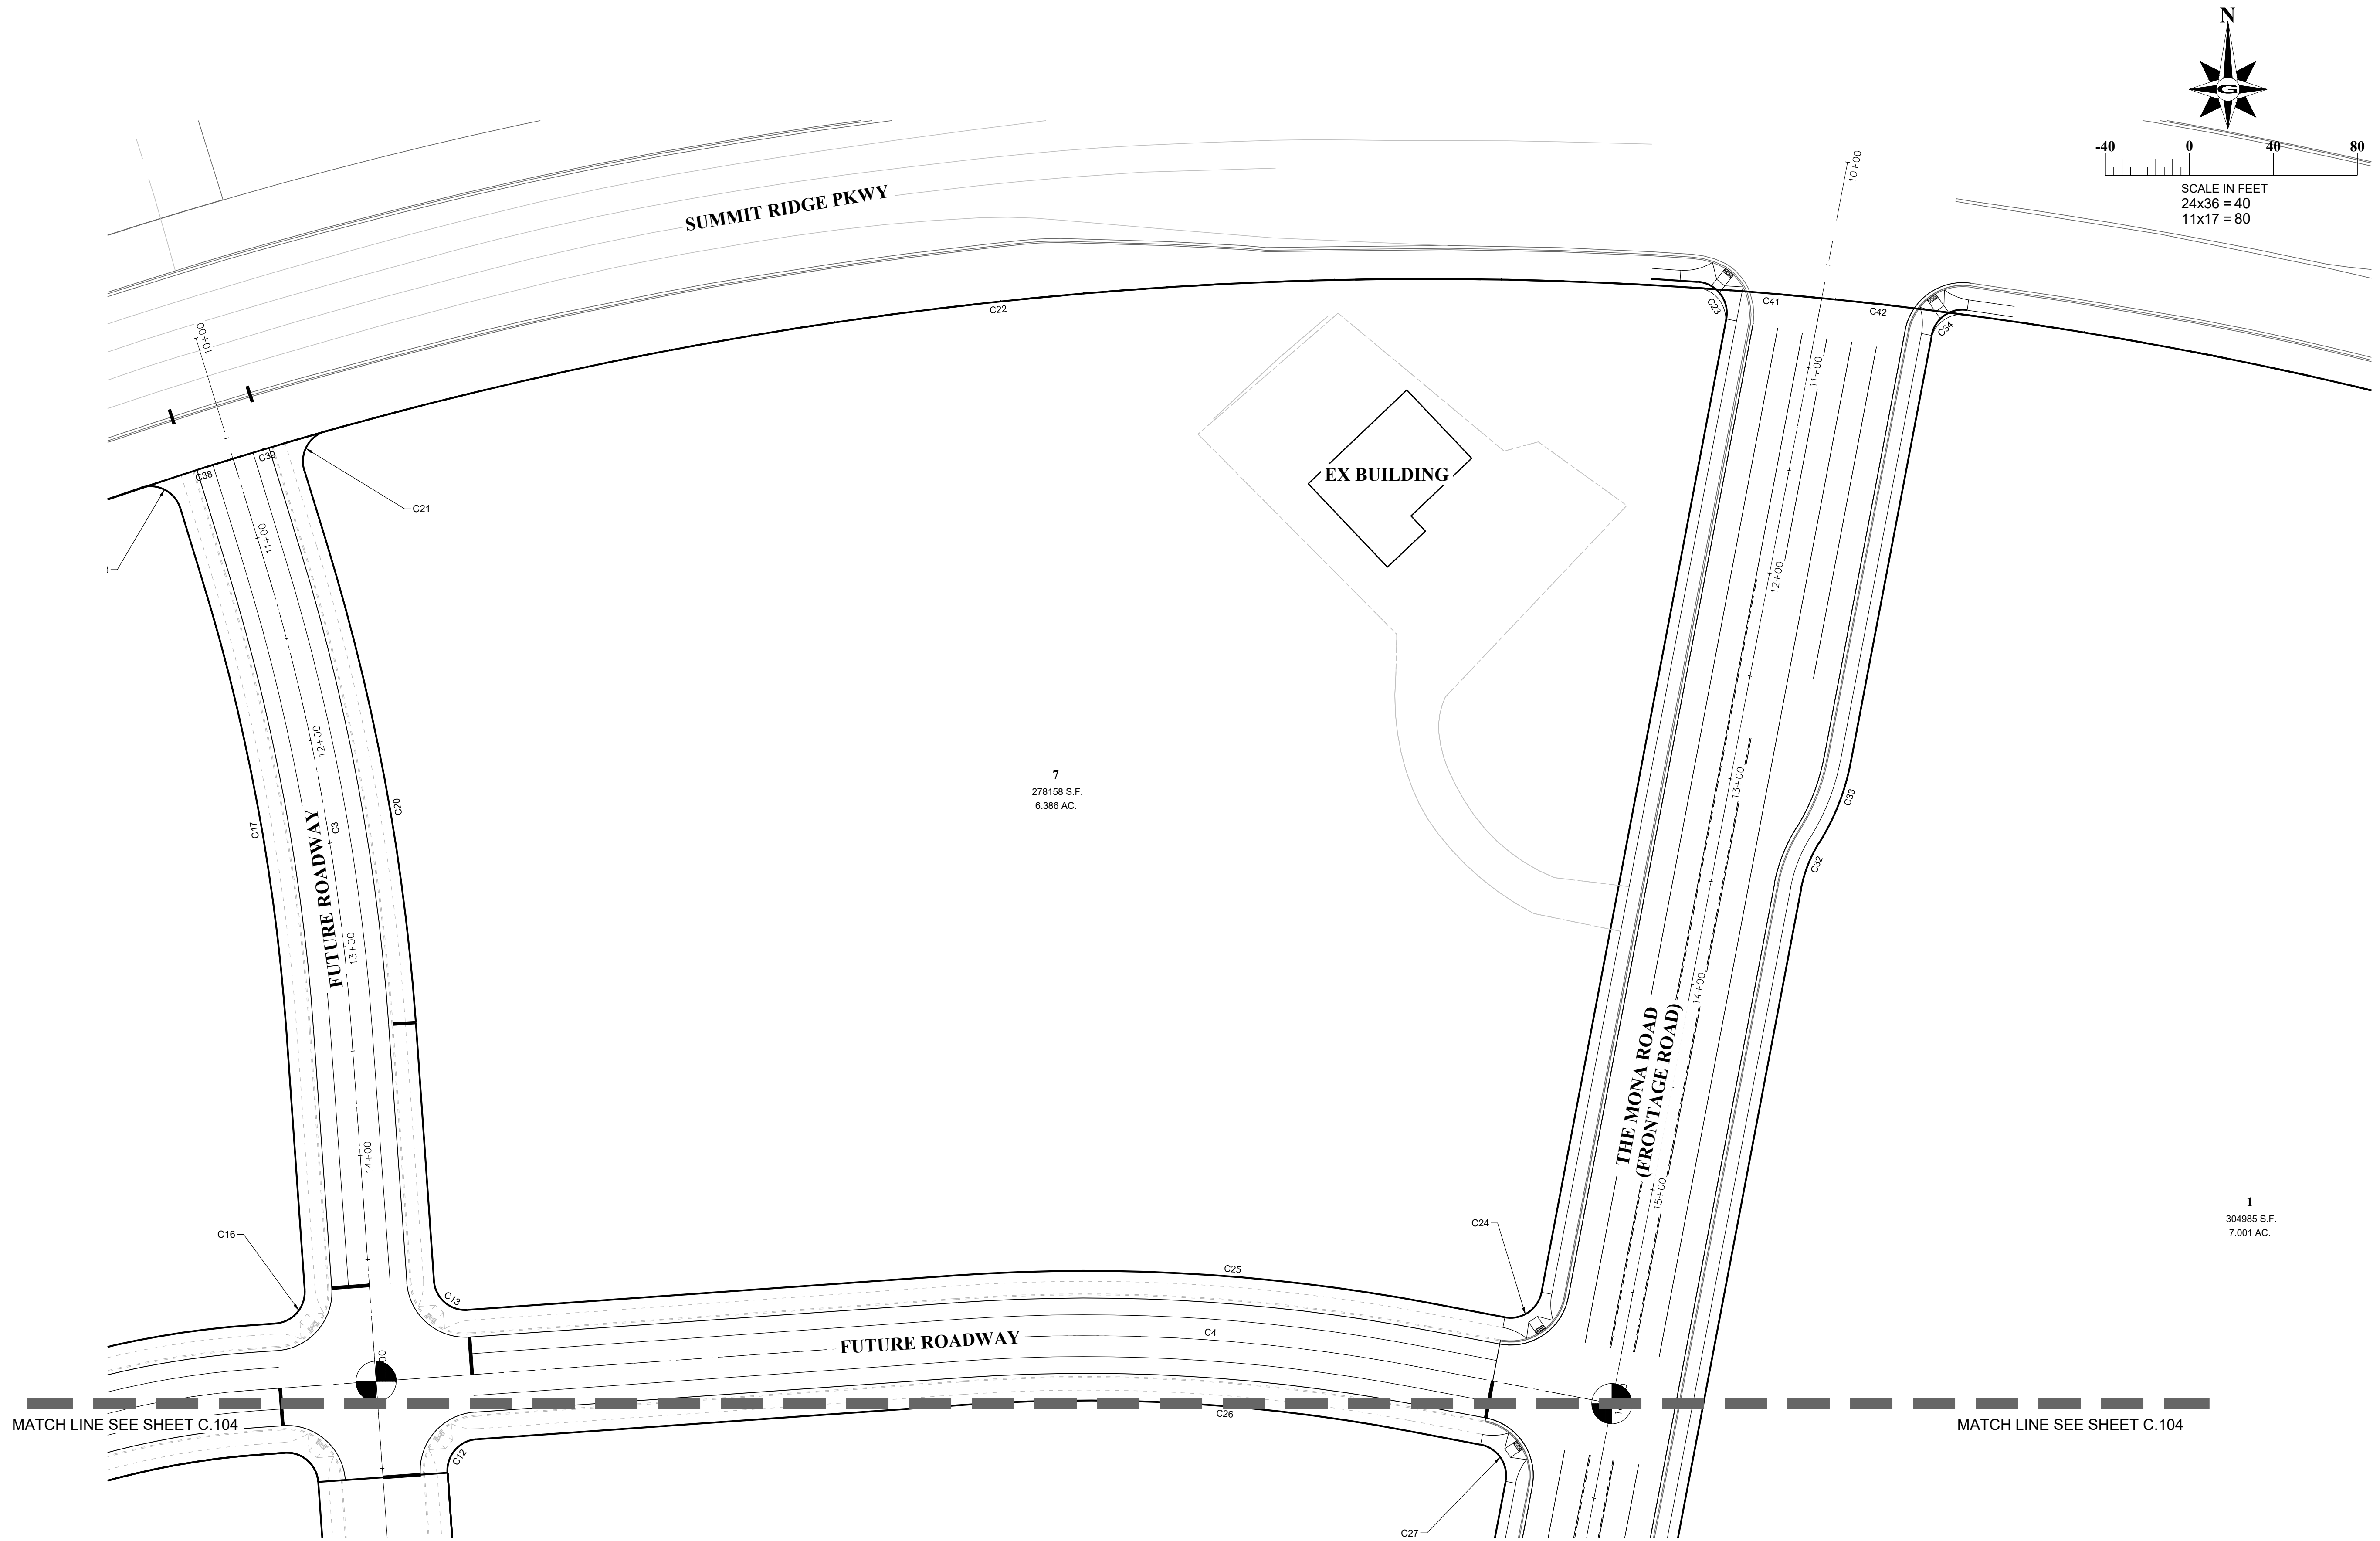 N
G
-40 0 40 80
SCALE IN FEET
24x36 = 40
11x17 = 80
10+00
SUMMIT RIDGE PKWY
C22
C23
C41
C42
C34
10+00
11+00
C38
C39
C21
11+00
EX BUILDING
12+00
12+00
13+00
7
278158 S.F.
6.386 AC.
C17
C3
C20
C33
C32
FUTURE ROADWAY
13+00
14+00
THE MONA ROAD
(FRONTAGE ROAD)
14+00
15+00
1
304985 S.F.
7.001 AC.
C16
C24
C13
C25
FUTURE ROADWAY
C4
C26
MATCH LINE SEE SHEET C.104
MATCH LINE SEE SHEET C.104
C12
C27